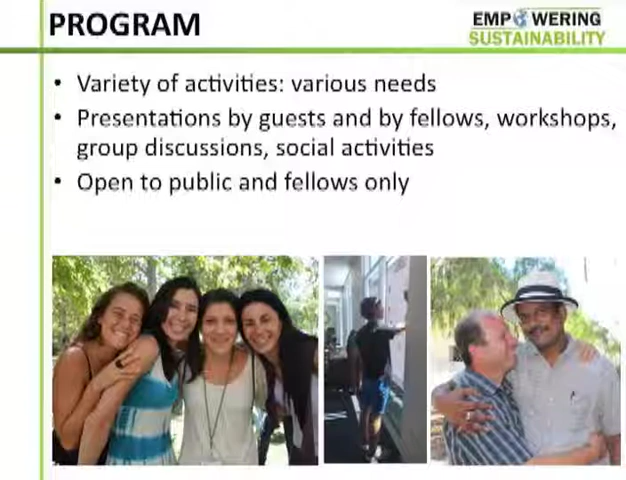 PROGRAM
EMPOWERING
SUSTAINABILITY
• Variety of activities: various needs
• Presentations by guests and by fellows, workshops,
group discussions, social activities
• Open to public and fellows only